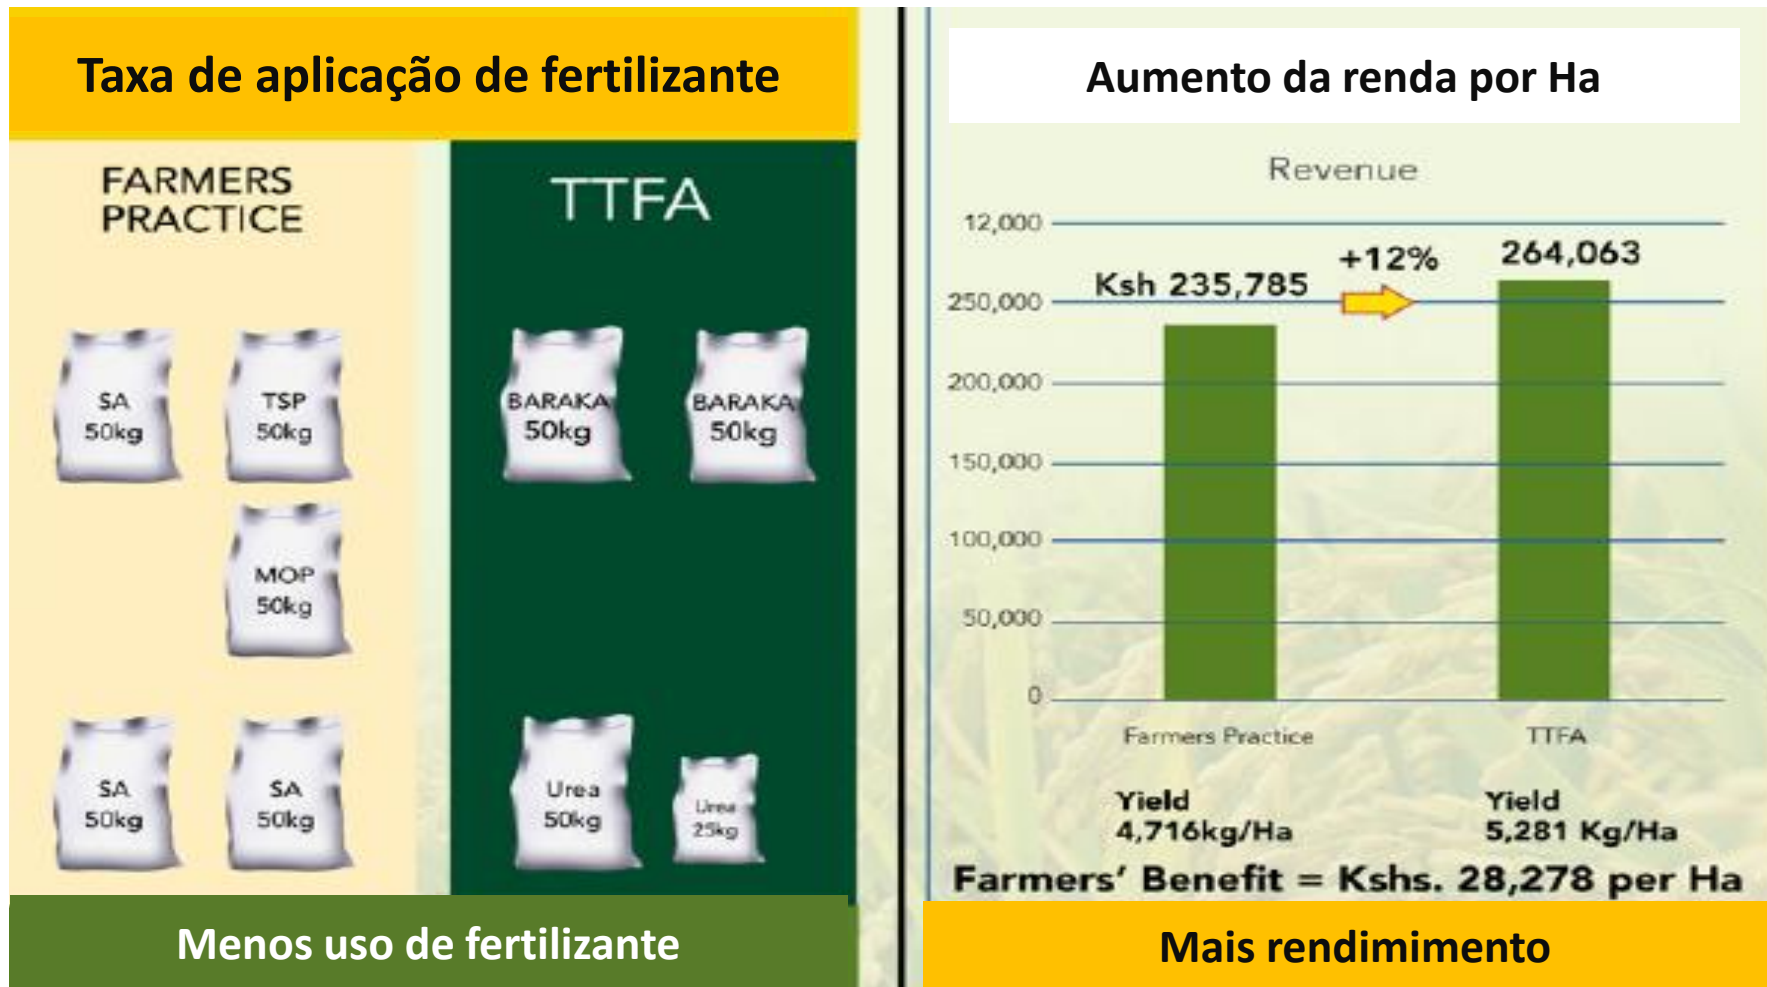 Taxa de aplicação de fertilizante
FARMERS
PRACTICE
TTFA
SA
50kg
TSP
50kg
BARAKA
50kg
BARAKA
50kg
MOP
50kg
SA
50kg
SA
50kg
Urea
50kg
Urea
25kg
Menos uso de fertilizante
Aumento da renda por Ha
Revenue
12,000
250,000
200,000
150,000
100,000
50,000
0
Ksh 235,785
+12%
264,063
Farmers Practice
TTFA
Yield
4,716kg/Ha
Yield
5,281 Kg/Ha
Farmers' Benefit = Kshs. 28,278 per Ha
Mais rendimimento